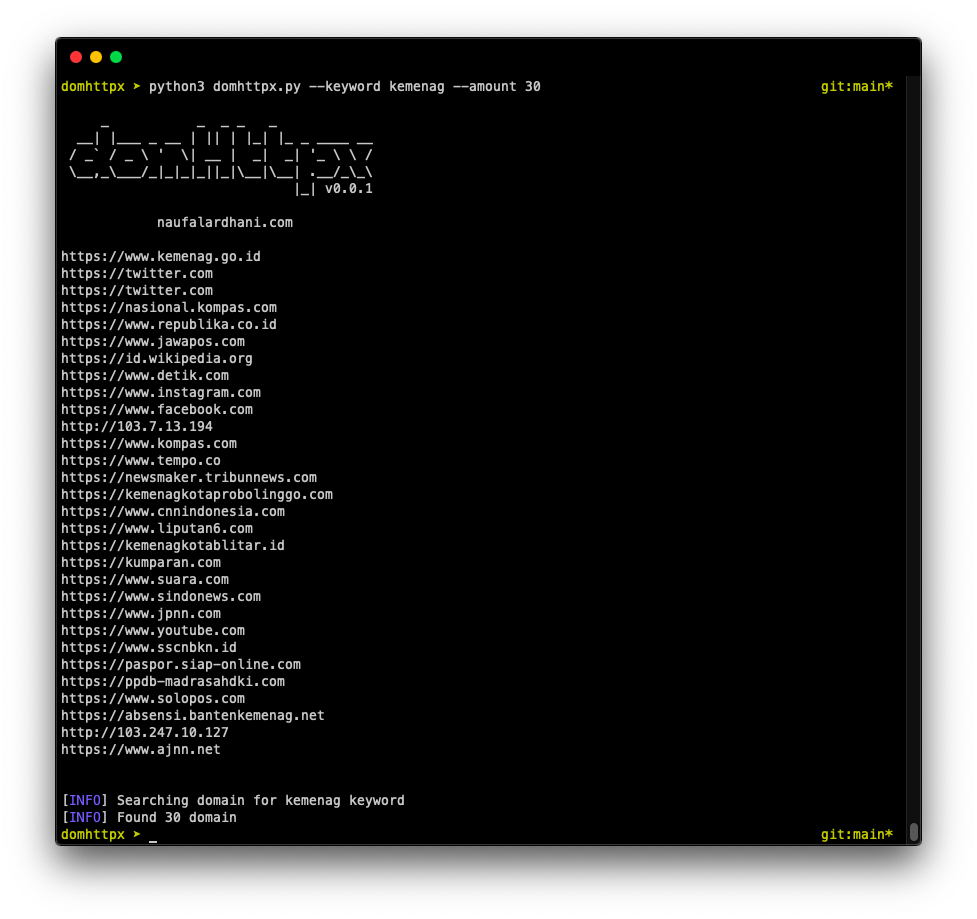 domhttpx ➤ python3 domhttpx.py --keyword kemenag --amount 30 git:main*
domhttpx v0.0.1
naufalardhani.com
https://www.kemenag.go.id
https://twitter.com
https://twitter.com
https://nasional.kompas.com
https://www.republika.co.id
https://www.jawapos.com
https://id.wikipedia.org
https://www.detik.com
https://www.instagram.com
https://www.facebook.com
http://103.7.13.194
https://www.kompas.com
https://www.tempo.co
https://newsmaker.tribunnews.com
https://kemenagkotaprobolinggo.com
https://www.cnnindonesia.com
https://www.liputan6.com
https://kemenagkotablitar.id
https://kumparan.com
https://www.suara.com
https://www.sindonews.com
https://www.jpnn.com
https://www.youtube.com
https://www.sscnbkn.id
https://paspor.siap-online.com
https://ppdb-madrasahdki.com
https://www.solopos.com
https://absensi.bantenkemenag.net
http://103.247.10.127
https://www.ajnn.net
[INFO] Searching domain for kemenag keyword
[INFO] Found 30 domain
domhttpx ➤ _ git:main*